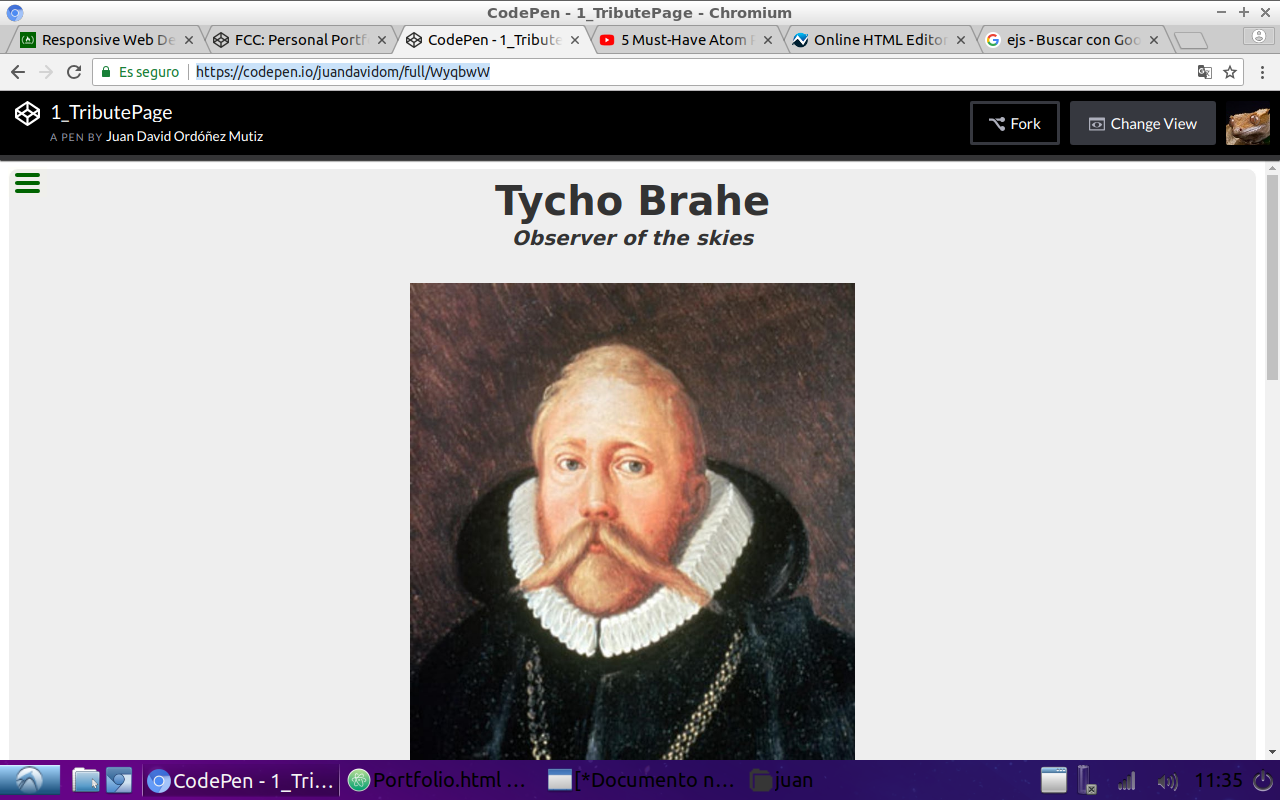 CodePen - 1_TributePage - Chromium
Responsive Web De
FCC: Personal Portf
CodePen - 1_Tribute
5 Must-Have Atom
Online HTML Editor
ejs - Buscar con Goo
Es seguro
https://codepen.io/juandavidom/full/WyqbwW
1_TributePage
A PEN BY Juan David Ordóñez Mutiz
Fork
Change View
Tycho Brahe
Observer of the skies
CodePen - 1_Tri...
Portfolio.html ...
[*Documento n...
juan
11:35